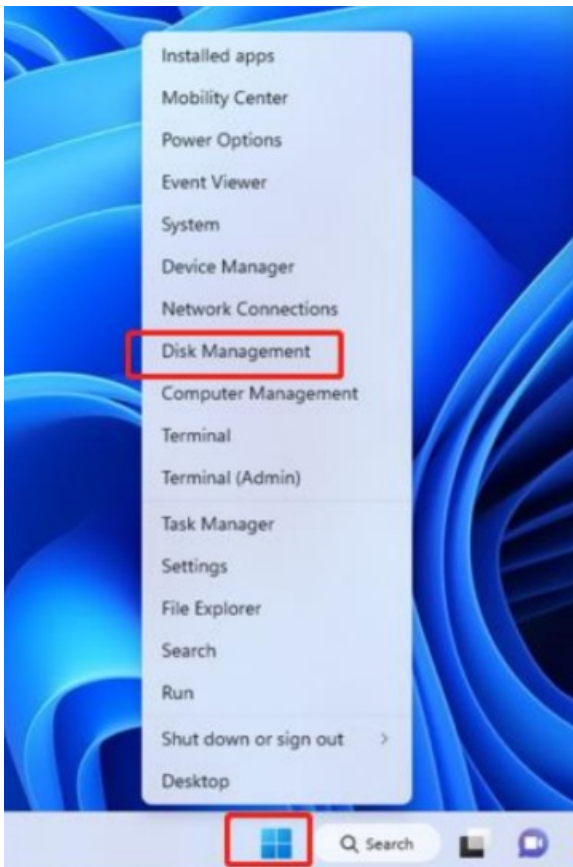 Installed apps
Mobility Center
Power Options
Event Viewer
System
Device Manager
Network Connections
Disk Management
Computer Management
Terminal
Terminal (Admin)
Task Manager
Settings
File Explorer
Search
Run
Shut down or sign out
Desktop
Search